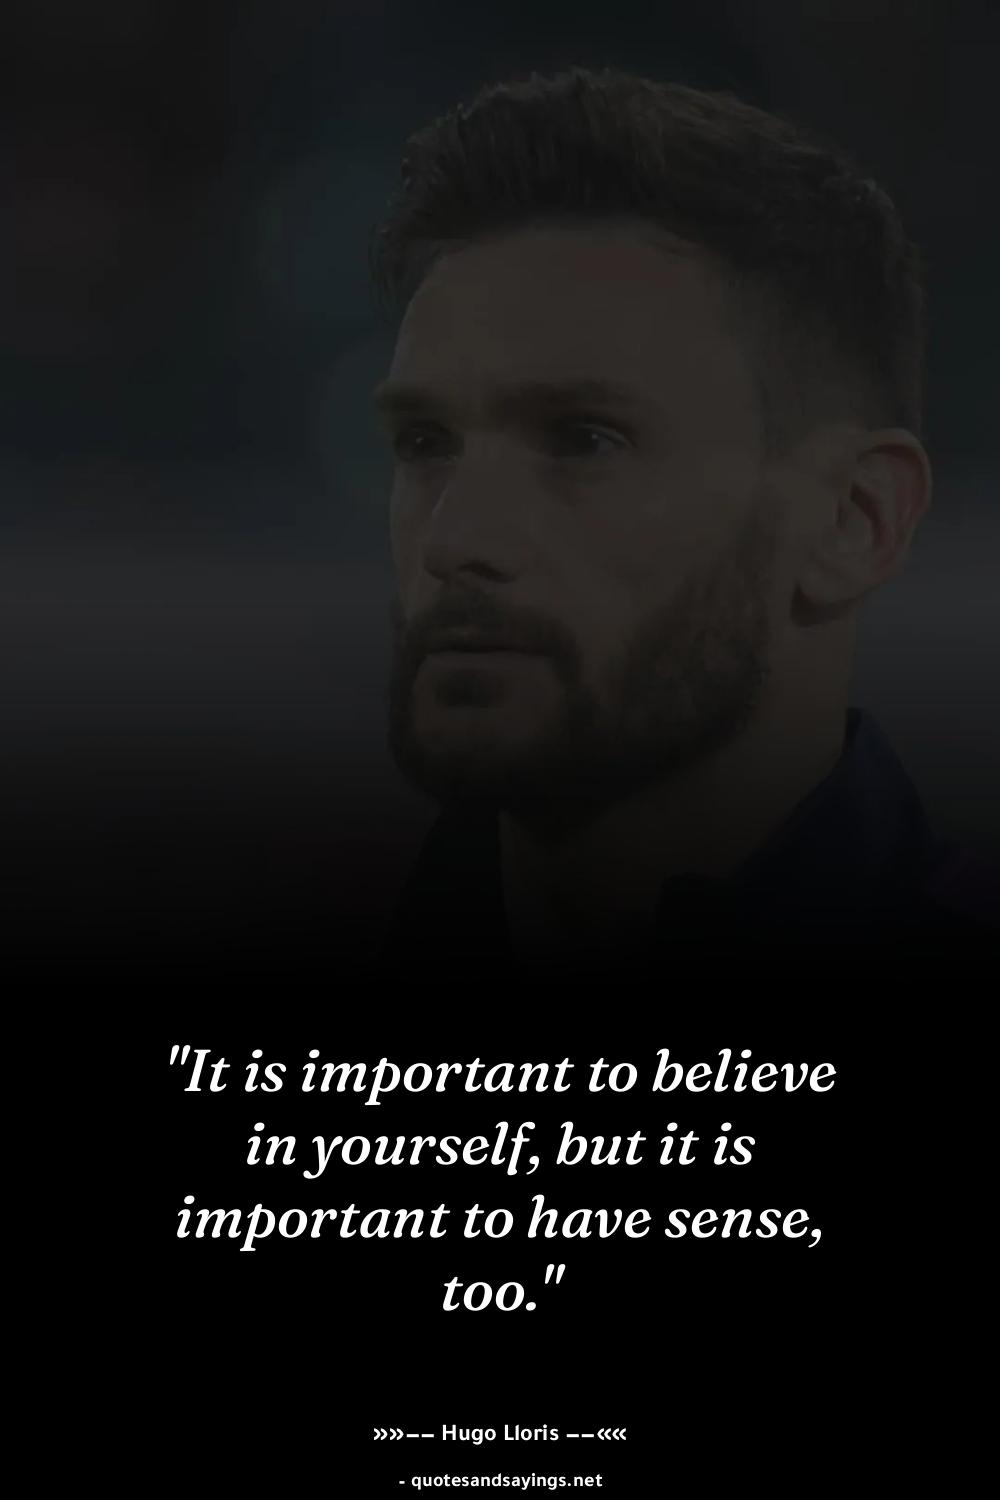 "It is important to believe
in yourself, but it is
important to have sense,
too."
»»−− Hugo Lloris −−««
- quotesandsayings.net